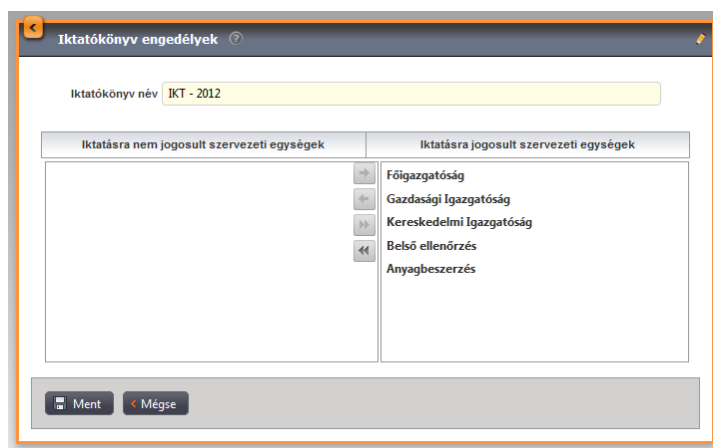 Iktatókönyv engedélyek ?
Iktatókönyv név IKT - 2012
Iktatásra nem jogosult szervezeti egységek Iktatásra jogosult szervezeti egységek
Főigazgatóság
Gazdasági Igazgatóság
Kereskedelmi Igazgatóság
Belső ellenőrzés
Anyagbeszerzés
Ment Mégse